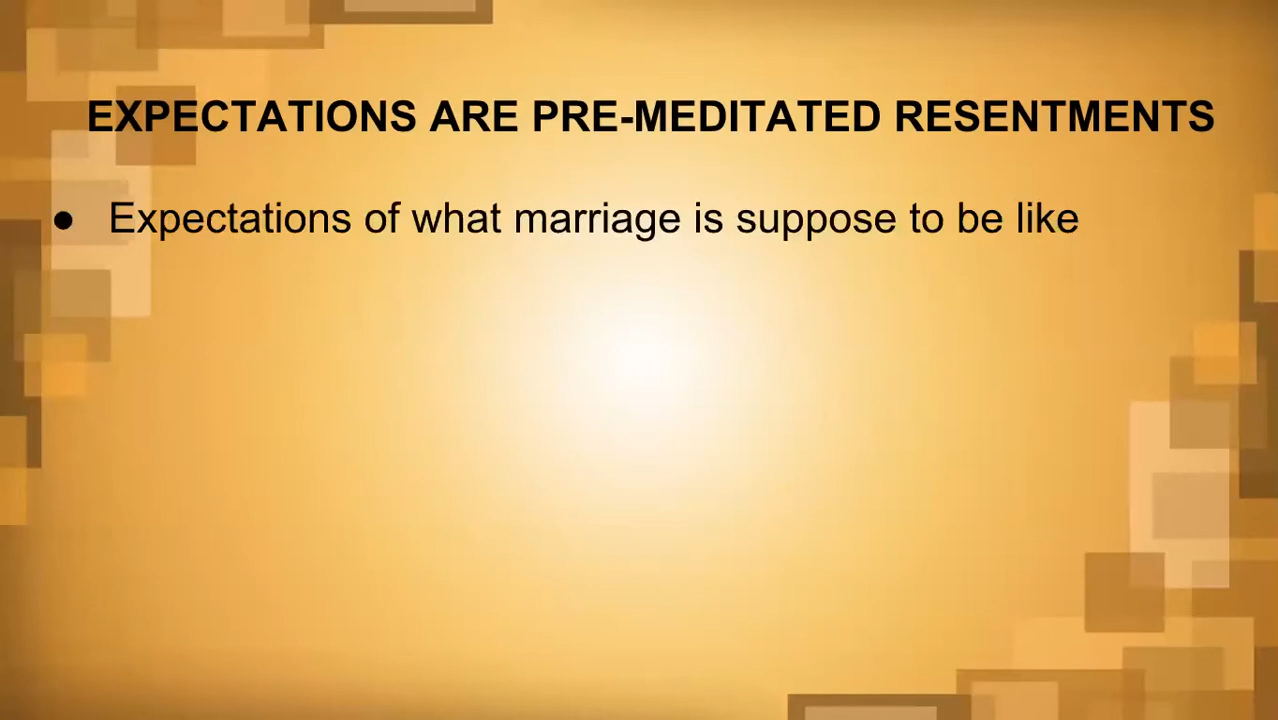 EXPECTATIONS ARE PRE-MEDITATED RESENTMENTS
● Expectations of what marriage is suppose to be like